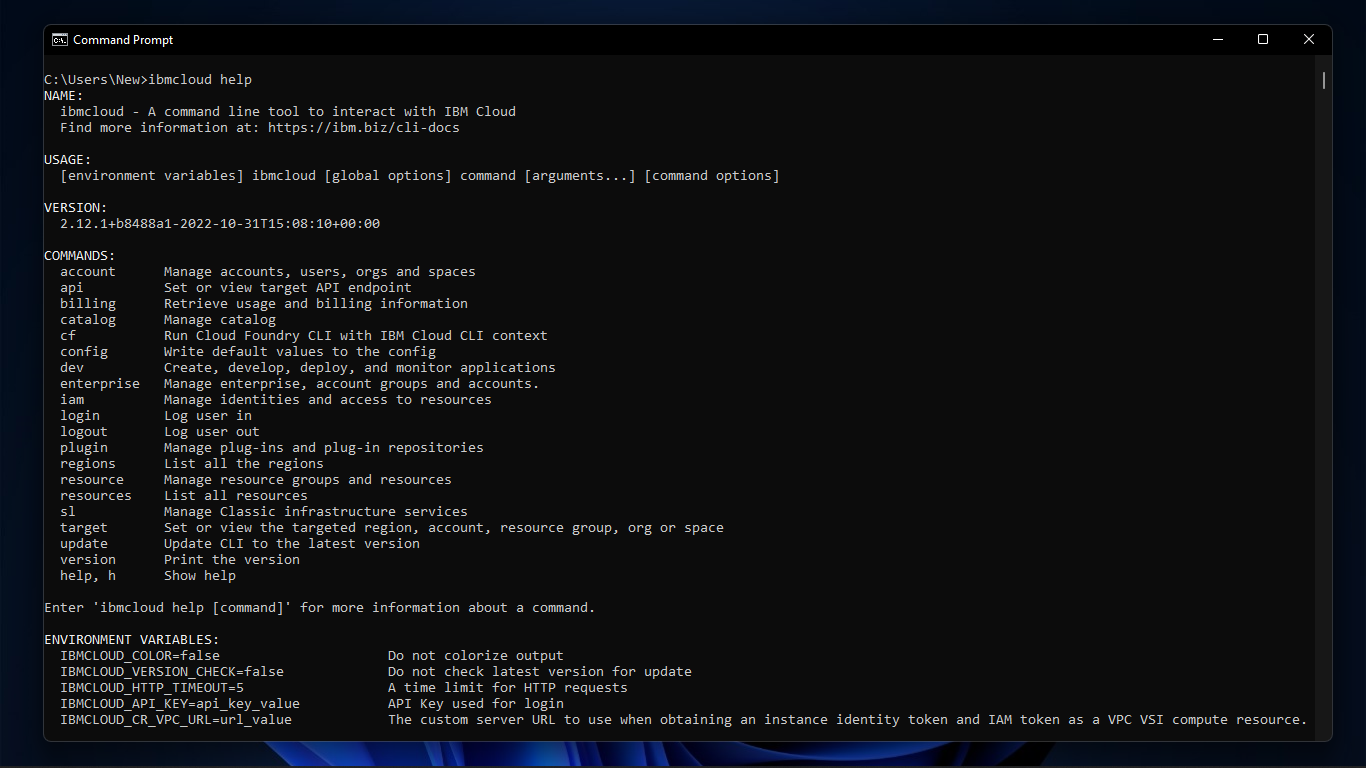 Command Prompt
C:\Users\New>ibmcloud help
NAME:
  ibmcloud - A command line tool to interact with IBM Cloud
  Find more information at: https://ibm.biz/cli-docs
USAGE:
  [environment variables] ibmcloud [global options] command [arguments...] [command options]
VERSION:
  2.12.1+b8488a1-2022-10-31T15:08:10+00:00
COMMANDS:
  account      Manage accounts, users, orgs and spaces
  api          Set or view target API endpoint
  billing      Retrieve usage and billing information
  catalog      Manage catalog
  cf           Run Cloud Foundry CLI with IBM Cloud CLI context
  config       Write default values to the config
  dev          Create, develop, deploy, and monitor applications
  enterprise   Manage enterprise, account groups and accounts.
  iam          Manage identities and access to resources
  login        Log user in
  logout       Log user out
  plugin       Manage plug-ins and plug-in repositories
  regions      List all the regions
  resource     Manage resource groups and resources
  resources    List all resources
  sl           Manage Classic infrastructure services
  target       Set or view the targeted region, account, resource group, org or space
  update       Update CLI to the latest version
  version      Print the version
  help, h      Show help
Enter 'ibmcloud help [command]' for more information about a command.
ENVIRONMENT VARIABLES:
  IBMCLOUD_COLOR=false                     Do not colorize output
  IBMCLOUD_VERSION_CHECK=false             Do not check latest version for update
  IBMCLOUD_HTTP_TIMEOUT=5                  A time limit for HTTP requests
  IBMCLOUD_API_KEY=api_key_value           API Key used for login
  IBMCLOUD_CR_VPC_URL=url_value            The custom server URL to use when obtaining an instance identity token and IAM token as a VPC VSI compute resource.